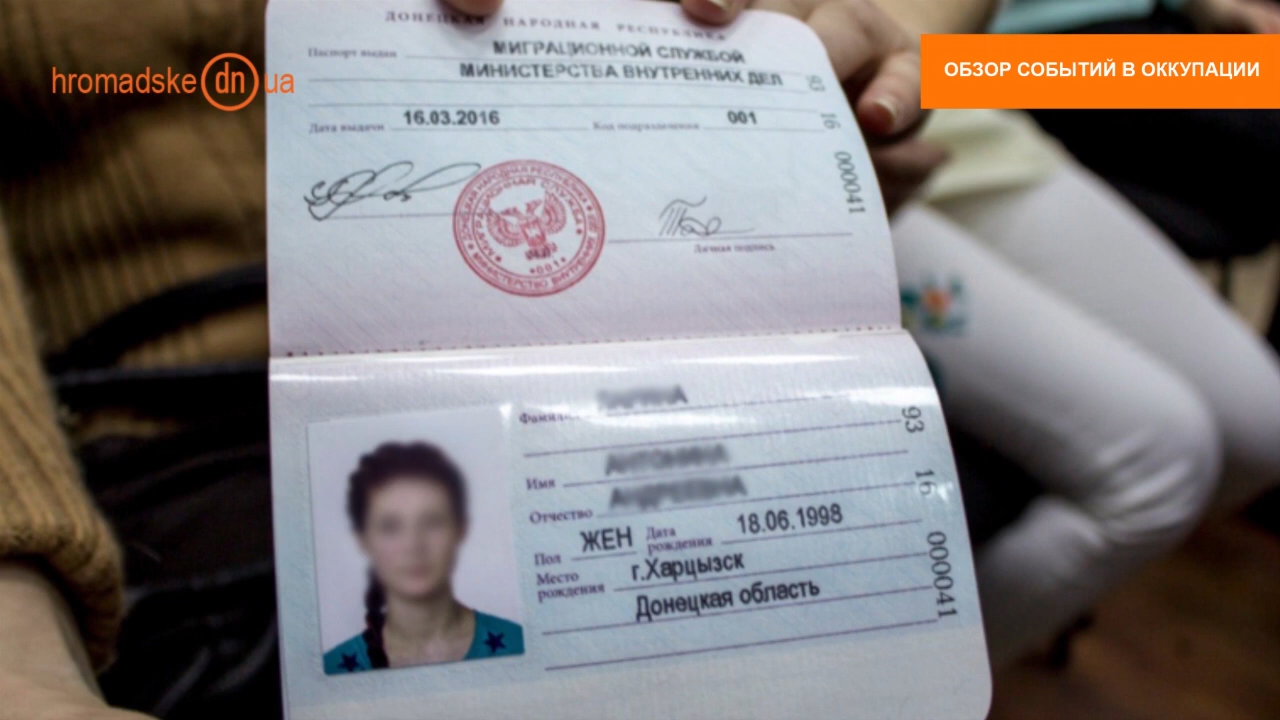 hromadske dn ua
ОБЗОР СОБЫТИЙ В ОККУПАЦИИ
ДОНЕЦКАЯ НАРОДНАЯ РЕСПУБЛИКА
Паспорт выдан МИГРАЦИОННОЙ СЛУЖБОЙ
МИНИСТЕРСТВА ВНУТРЕННИХ ДЕЛ
Дата выдачи 16.03.2016 Код подразделения 001
93 16 000041
Личная подпись
Фамилия
Имя
Отчество
Пол ЖЕН Дата рождения 18.06.1998
Место рождения г.Харцызск
Донецкая область
93 16 000041